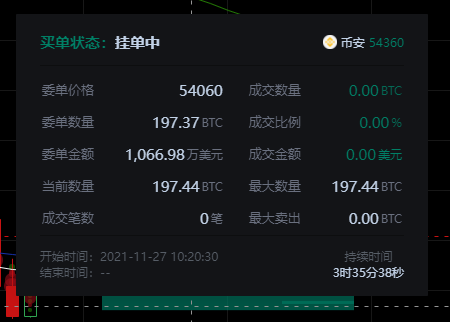 买单状态：挂单中 币安 54360
委单价格 54060 成交数量 0.00 BTC
委单数量 197.37 BTC 成交比例 0.00 %
委单金额 1,066.98 万美元 成交金额 0.00 美元
当前数量 197.44 BTC 最大数量 197.44 BTC
成交笔数 0 笔 最大卖出 0.00 BTC
开始时间：2021-11-27 10:20:30 持续时间
结束时间：-- 3时35分38秒